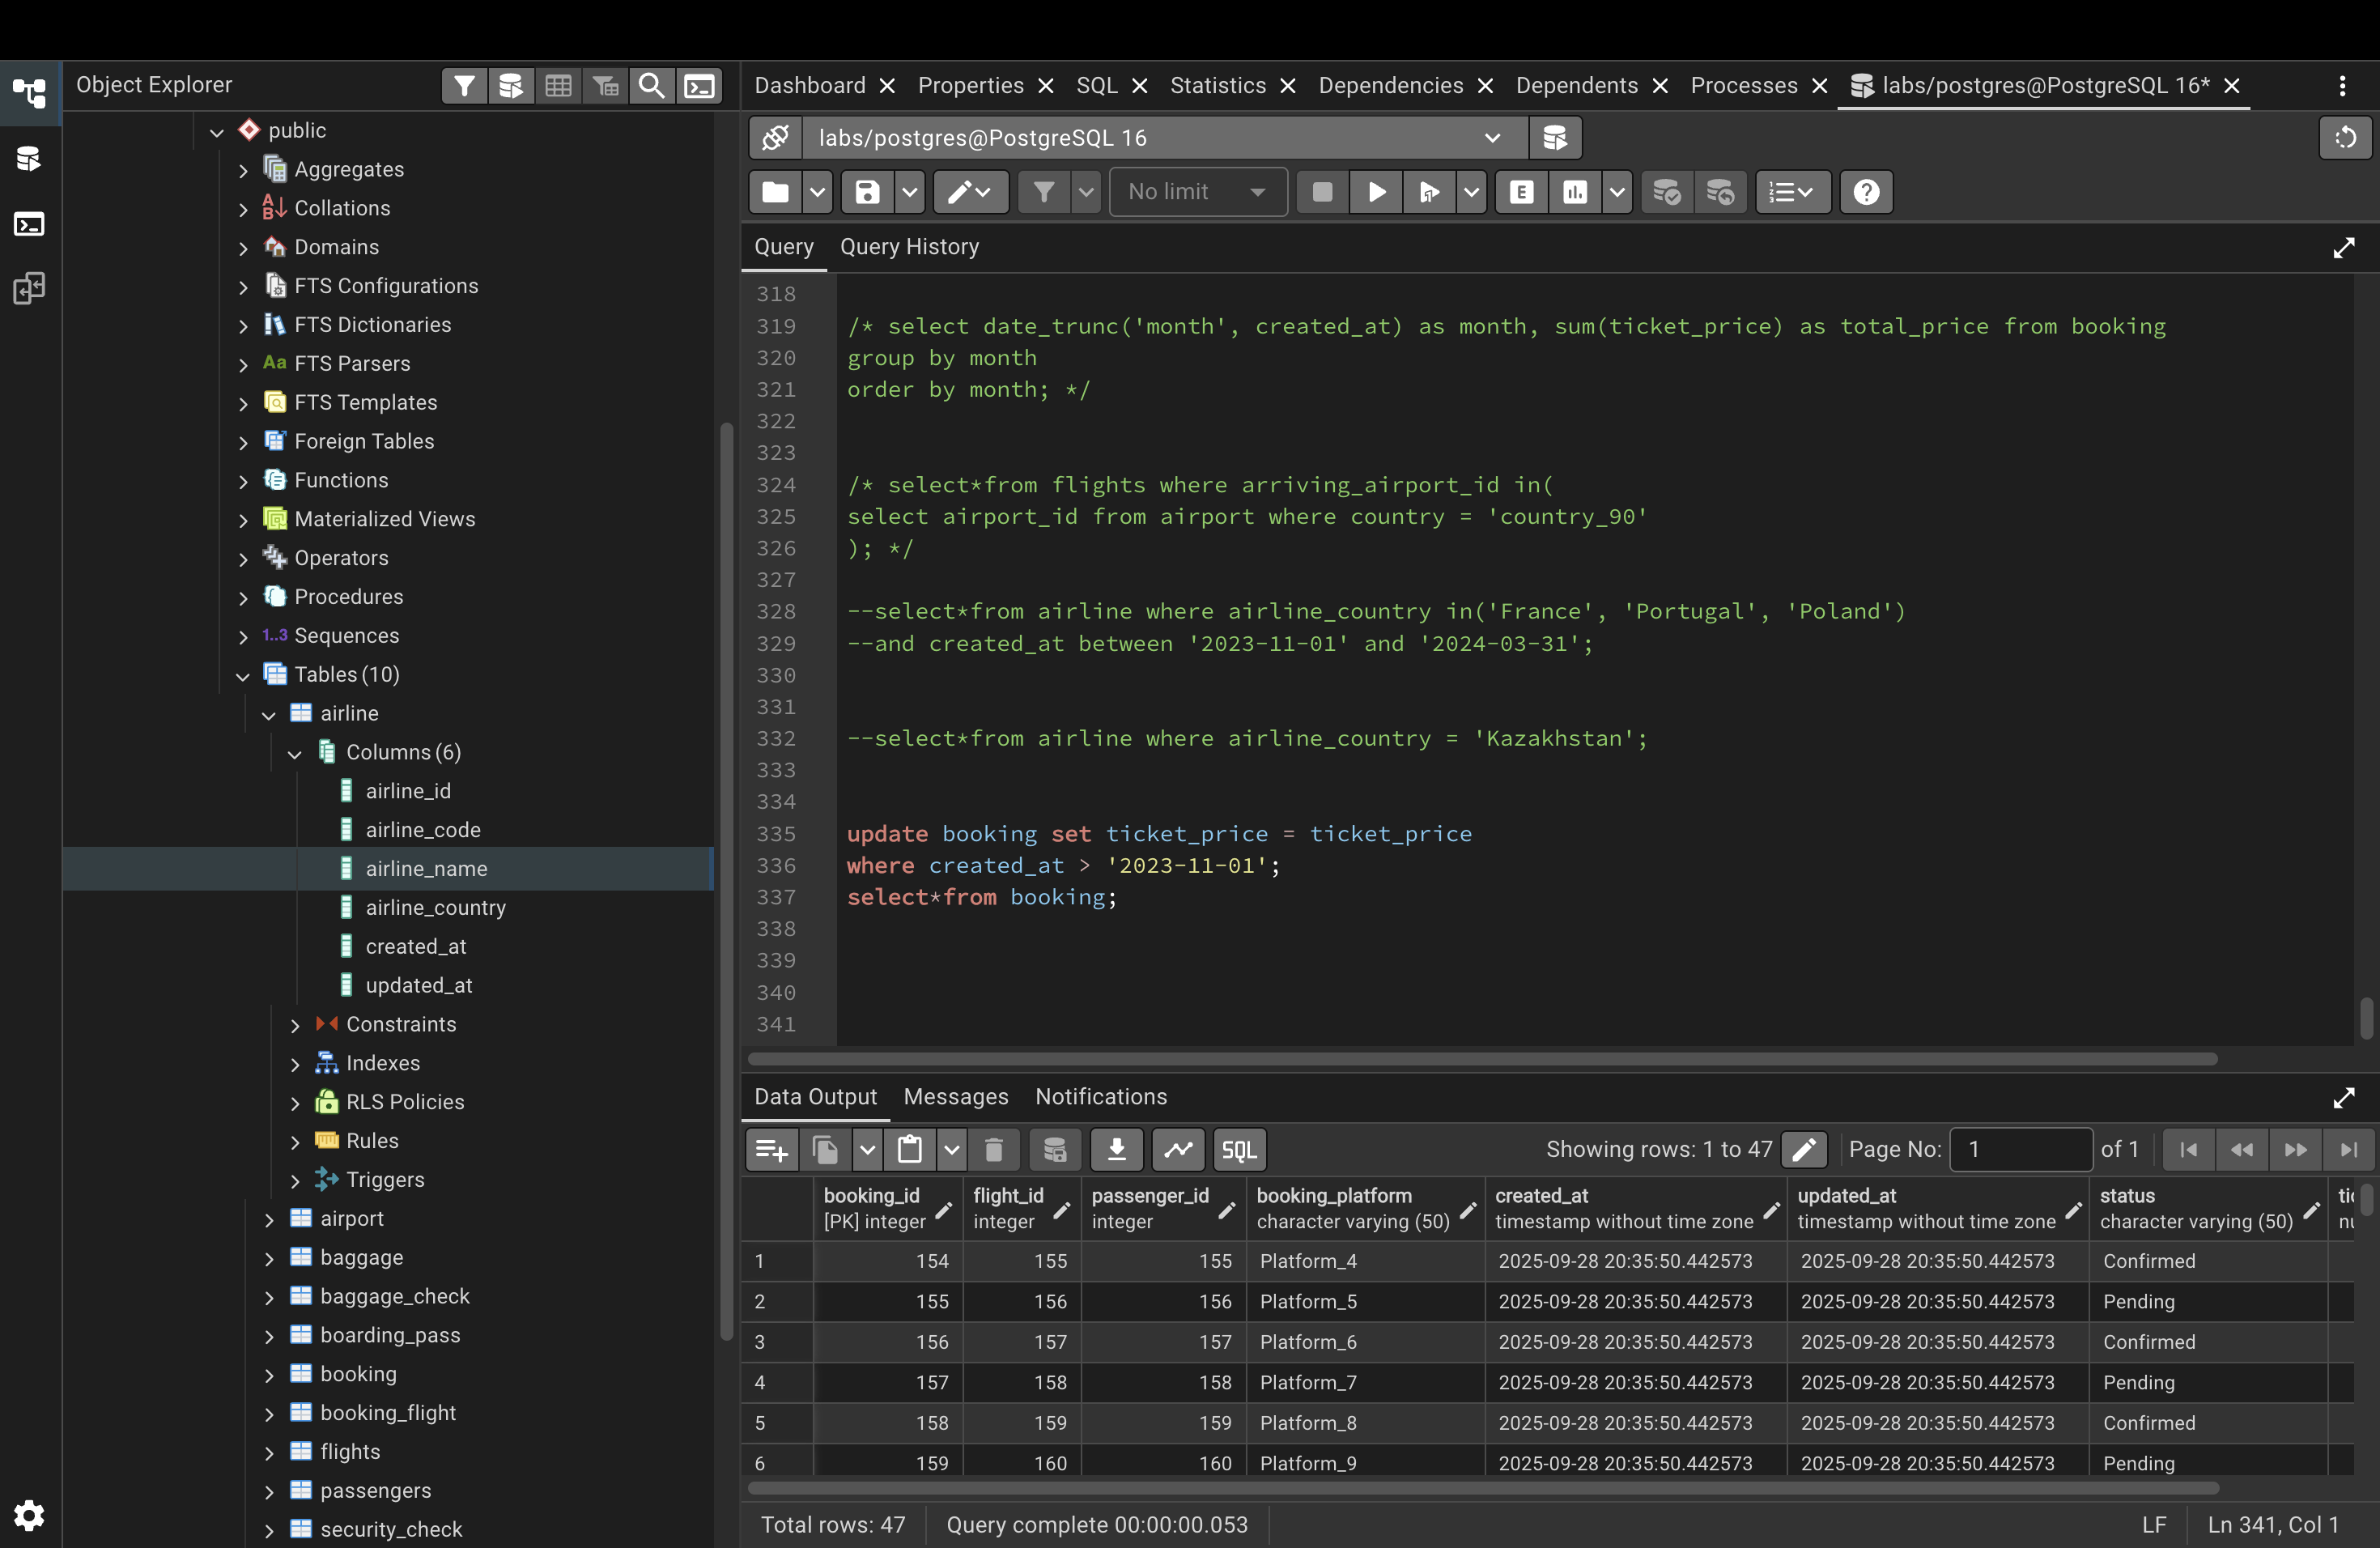 Object Explorer
public
Aggregates
Collations
Domains
FTS Configurations
FTS Dictionaries
Aa FTS Parsers
FTS Templates
Foreign Tables
Functions
Materialized Views
Operators
Procedures
1..3 Sequences
Tables (10)
airline
Columns (6)
airline_id
airline_code
airline_name
airline_country
created_at
updated_at
Constraints
Indexes
RLS Policies
Rules
Triggers
airport
baggage
baggage_check
boarding_pass
booking
booking_flight
flights
passengers
security_check
Dashboard Properties SQL Statistics Dependencies Dependents Processes labs/postgres@PostgreSQL 16*
labs/postgres@PostgreSQL 16
No limit E
Query Query History
318
319 /* select date_trunc('month', created_at) as month, sum(ticket_price) as total_price from booking
320 group by month
321 order by month; */
322
323
324 /* select*from flights where arriving_airport_id in(
325 select airport_id from airport where country = 'country_90'
326 ); */
327
328 --select*from airline where airline_country in('France', 'Portugal', 'Poland')
329 --and created_at between '2023-11-01' and '2024-03-31';
330
331
332 --select*from airline where airline_country = 'Kazakhstan';
333
334
335 update booking set ticket_price = ticket_price
336 where created_at > '2023-11-01';
337 select*from booking;
338
339
340
341
Data Output Messages Notifications
SQL Showing rows: 1 to 47 Page No: 1 of 1
booking_id flight_id passenger_id booking_platform created_at updated_at status
[PK] integer integer integer character varying (50) timestamp without time zone timestamp without time zone character varying (50)
1 154 155 155 Platform_4 2025-09-28 20:35:50.442573 2025-09-28 20:35:50.442573 Confirmed
2 155 156 156 Platform_5 2025-09-28 20:35:50.442573 2025-09-28 20:35:50.442573 Pending
3 156 157 157 Platform_6 2025-09-28 20:35:50.442573 2025-09-28 20:35:50.442573 Confirmed
4 157 158 158 Platform_7 2025-09-28 20:35:50.442573 2025-09-28 20:35:50.442573 Pending
5 158 159 159 Platform_8 2025-09-28 20:35:50.442573 2025-09-28 20:35:50.442573 Confirmed
6 159 160 160 Platform_9 2025-09-28 20:35:50.442573 2025-09-28 20:35:50.442573 Pending
Total rows: 47 Query complete 00:00:00.053 LF Ln 341, Col 1